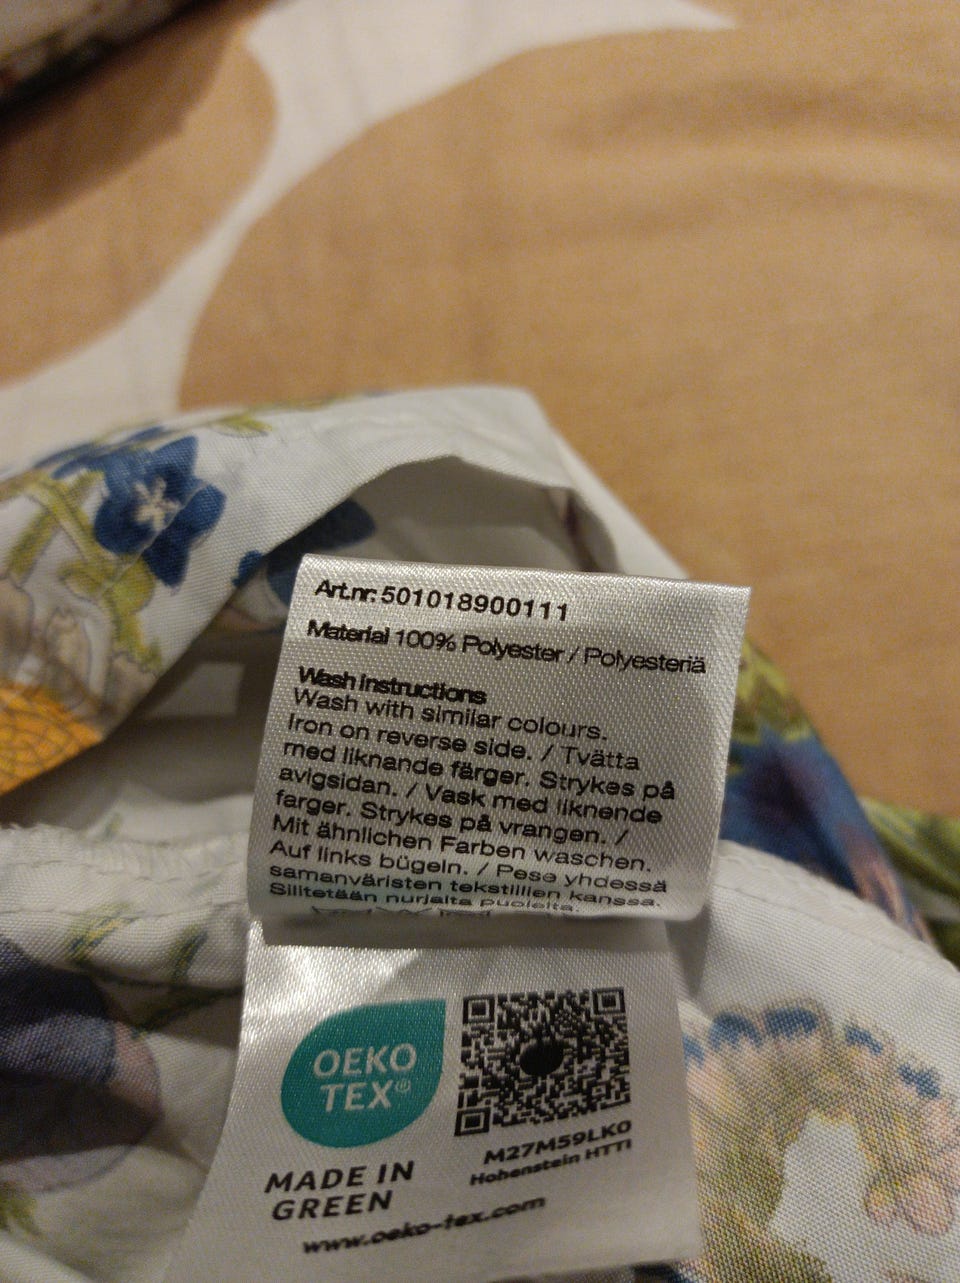 Art.nr: 501018900111
Material 100% Polyester / Polyesteriä
Wash Instructions
Wash with similar colours.
Iron on reverse side. / Tvätta
med liknande färger. Strykes på
avigsidan. / Vask med liknende
farger. Strykes på vrangen. /
Mit ähnlichen Farben waschen.
Auf links bügeln. / Pese yhdessä
samanväristen tekstiilien kanssa.
Silitetään nurjalta puolelta.
OEKO
TEX®
M27M59LK0
Hohenstein HTTI
MADE IN
GREEN
www.oeko-tex.com